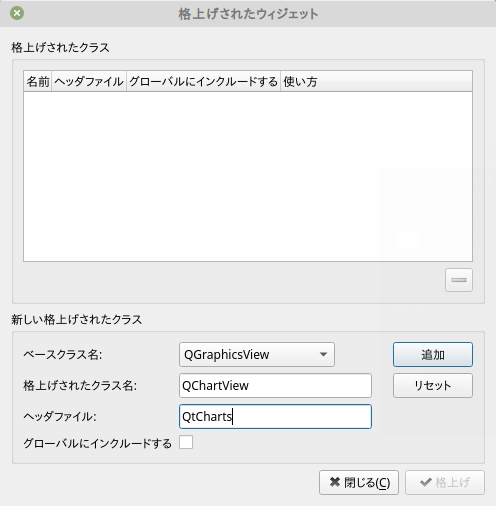 格上げされたウィジェット
格上げされたクラス
名前 ヘッダファイル グローバルにインクルードする 使い方
新しい格上げされたクラス
ベースクラス名: QGraphicsView 追加
格上げされたクラス名: QChartView リセット
ヘッダファイル: QtCharts
グローバルにインクルードする
閉じる(C) 格上げ